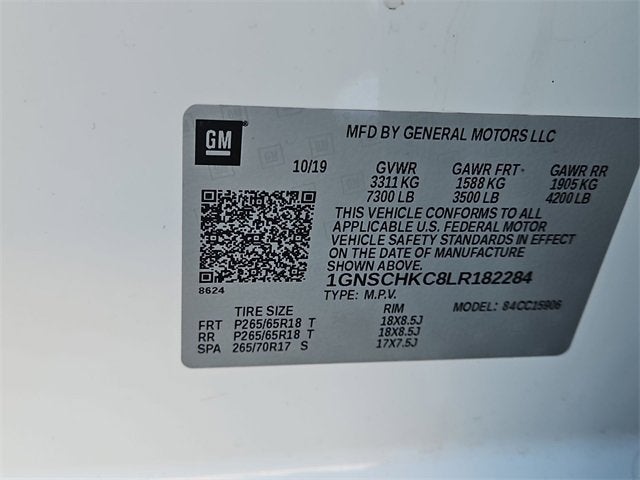 GM
MFD BY GENERAL MOTORS LLC
10/19 GVWR GAWR FRT GAWR RR
3311 KG 1588 KG 1905 KG
7300 LB 3500 LB 4200 LB
THIS VEHICLE CONFORMS TO ALL
APPLICABLE U.S. FEDERAL MOTOR
VEHICLE SAFETY STANDARDS IN EFFECT
ON THE DATE OF MANUFACTURE
SHOWN ABOVE.
8624
1GNSCHKC8LR182284
TYPE: M.P.V. MODEL: 84CC15906
TIRE SIZE RIM
FRT P265/65R18 T 18X8.5J
RR P265/65R18 T 18X8.5J
SPA 265/70R17 S 17X7.5J